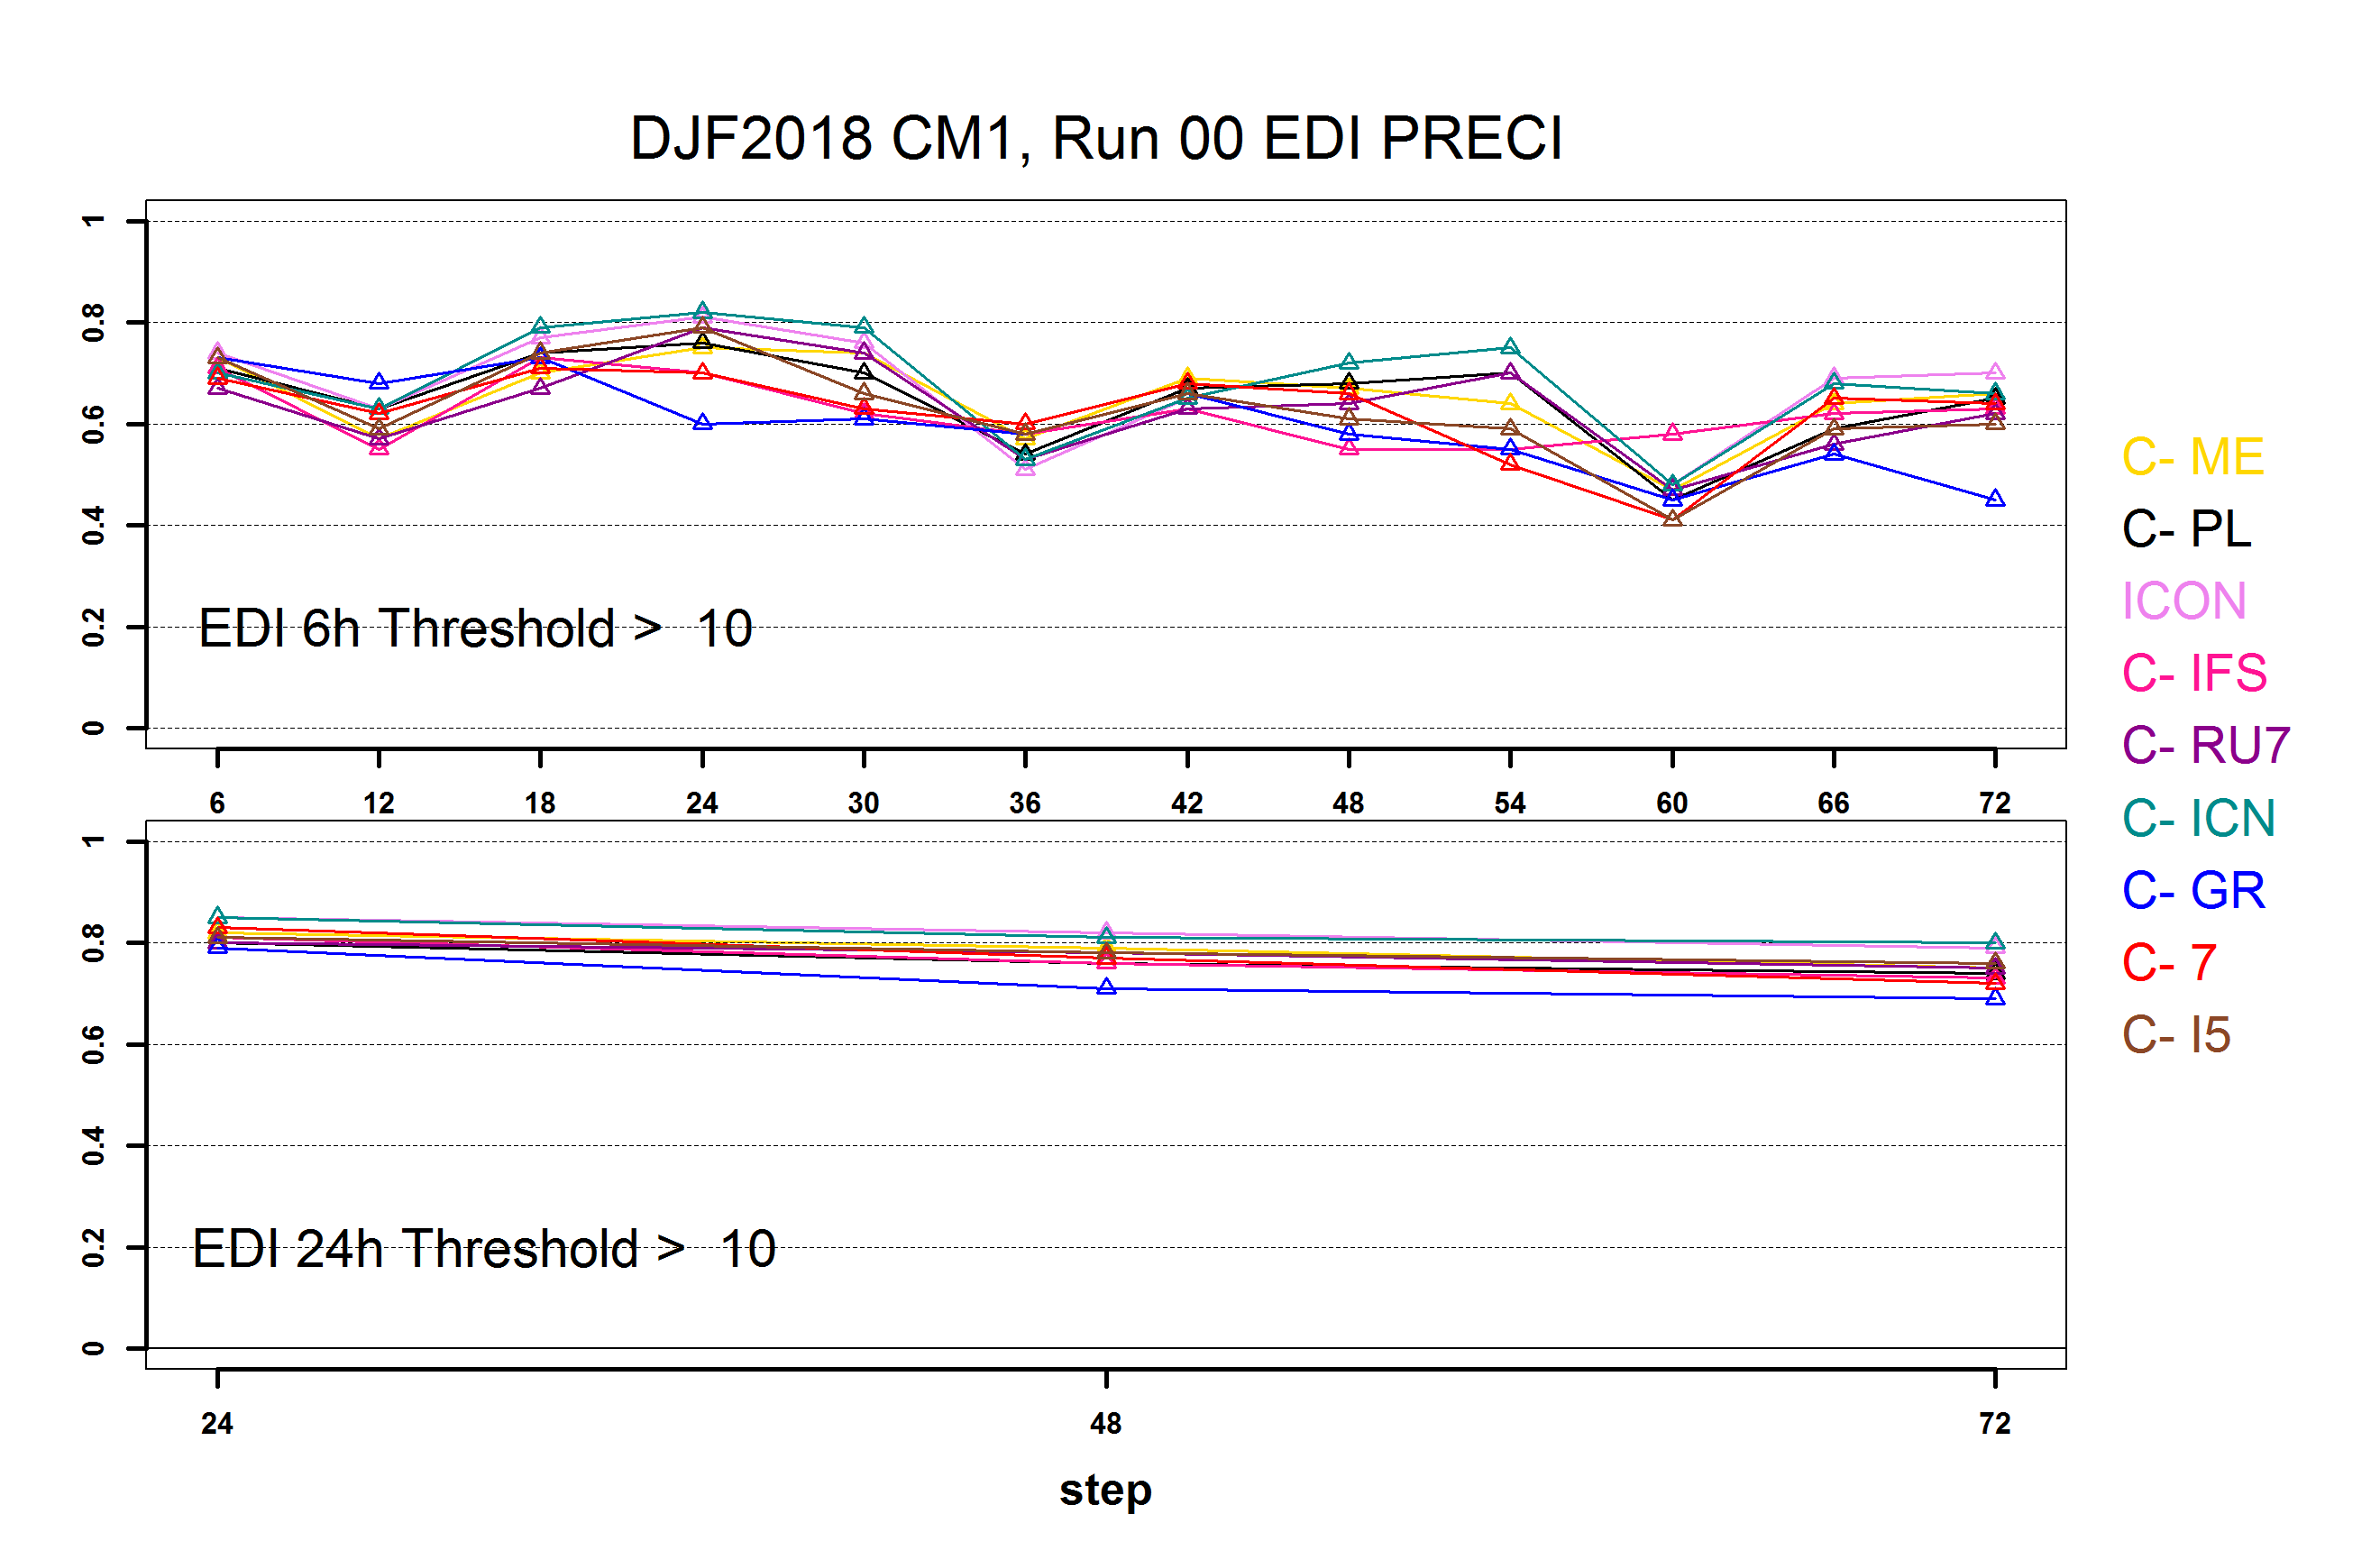 DJF2018 CM1, Run 00 EDI PRECI
1
0.8
0.6
0.4
0.2
0
EDI 6h Threshold > 10
6 12 18 24 30 36 42 48 54 60 66 72
1
0.8
0.6
0.4
0.2
0
EDI 24h Threshold > 10
24 48 72
step
C- ME
C- PL
ICON
C- IFS
C- RU7
C- ICN
C- GR
C- 7
C- I5